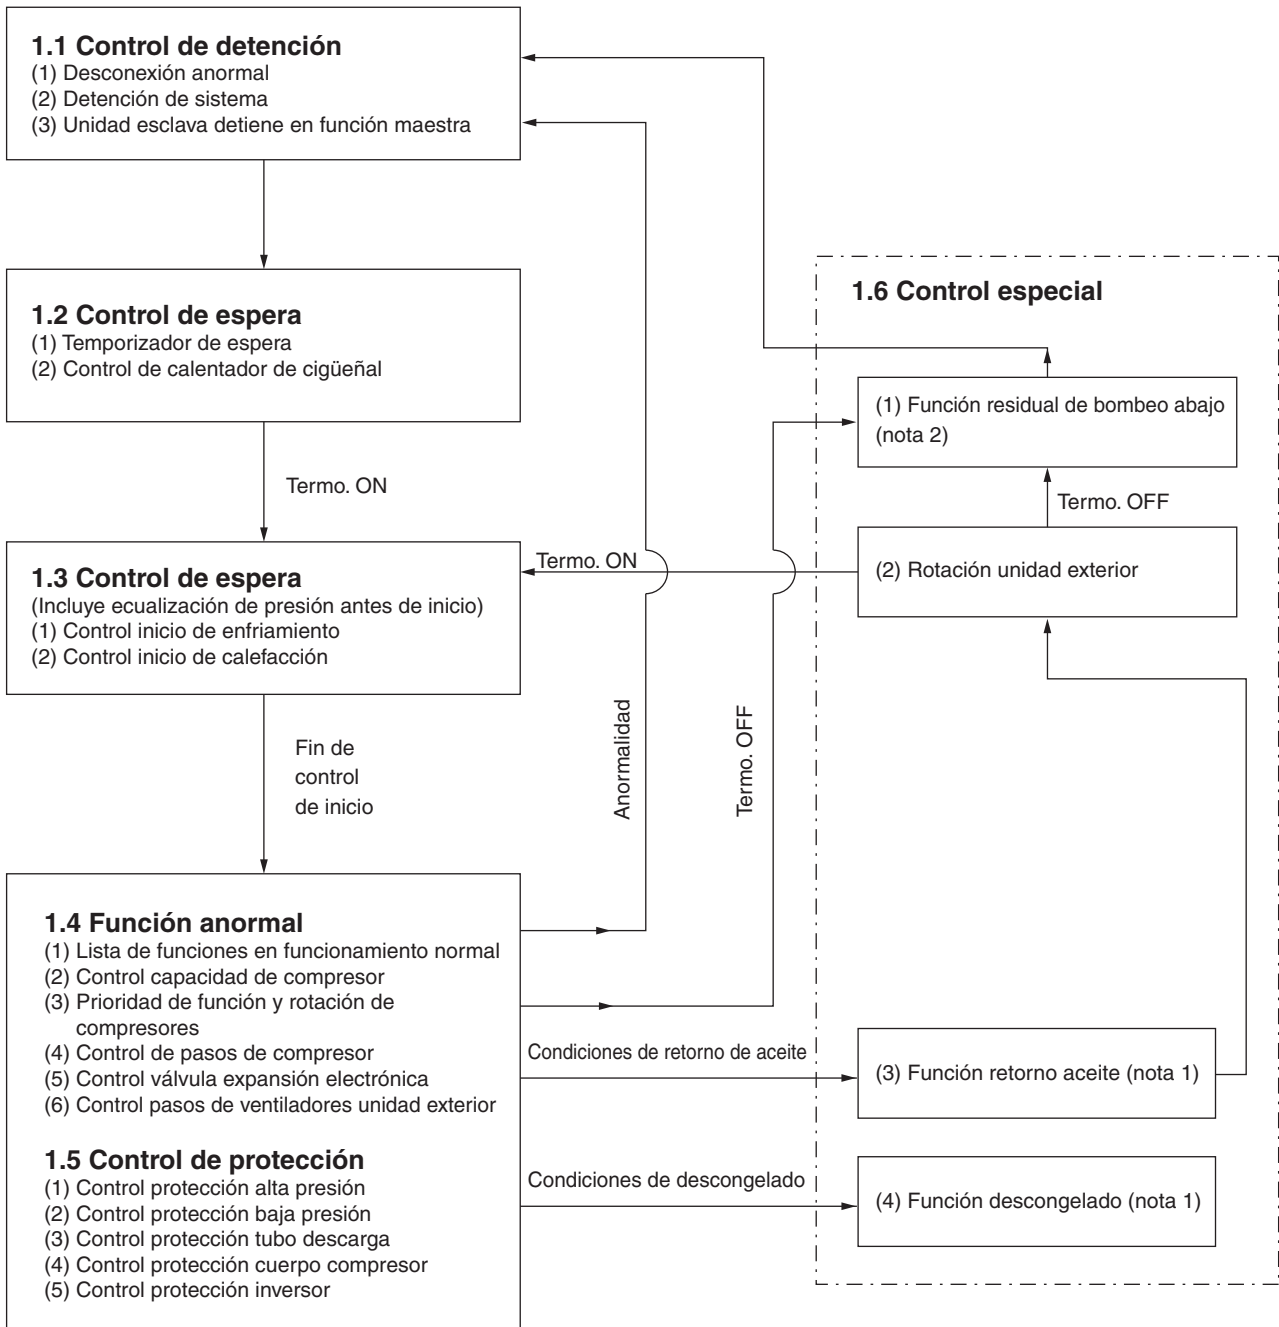 1.1 Control de detención
(1) Desconexión anormal
(2) Detención de sistema
(3) Unidad esclava detiene en función maestra
1.2 Control de espera
(1) Temporizador de espera
(2) Control de calentador de cigüeñal
Termo. ON
1.3 Control de espera
(Incluye ecualización de presión antes de inicio)
(1) Control inicio de enfriamiento
(2) Control inicio de calefacción
Fin de
control
de inicio
1.4 Función anormal
(1) Lista de funciones en funcionamiento normal
(2) Control capacidad de compresor
(3) Prioridad de función y rotación de
compresores
(4) Control de pasos de compresor
(5) Control válvula expansión electrónica
(6) Control pasos de ventiladores unidad exterior
1.5 Control de protección
(1) Control protección alta presión
(2) Control protección baja presión
(3) Control protección tubo descarga
(4) Control protección cuerpo compresor
(5) Control protección inversor
Termo. ON
Anormalidad
Termo. OFF
Condiciones de retorno de aceite
Condiciones de descongelado
1.6 Control especial
(1) Función residual de bombeo abajo
(nota 2)
Termo. OFF
(2) Rotación unidad exterior
(3) Función retorno aceite (nota 1)
(4) Función descongelado (nota 1)